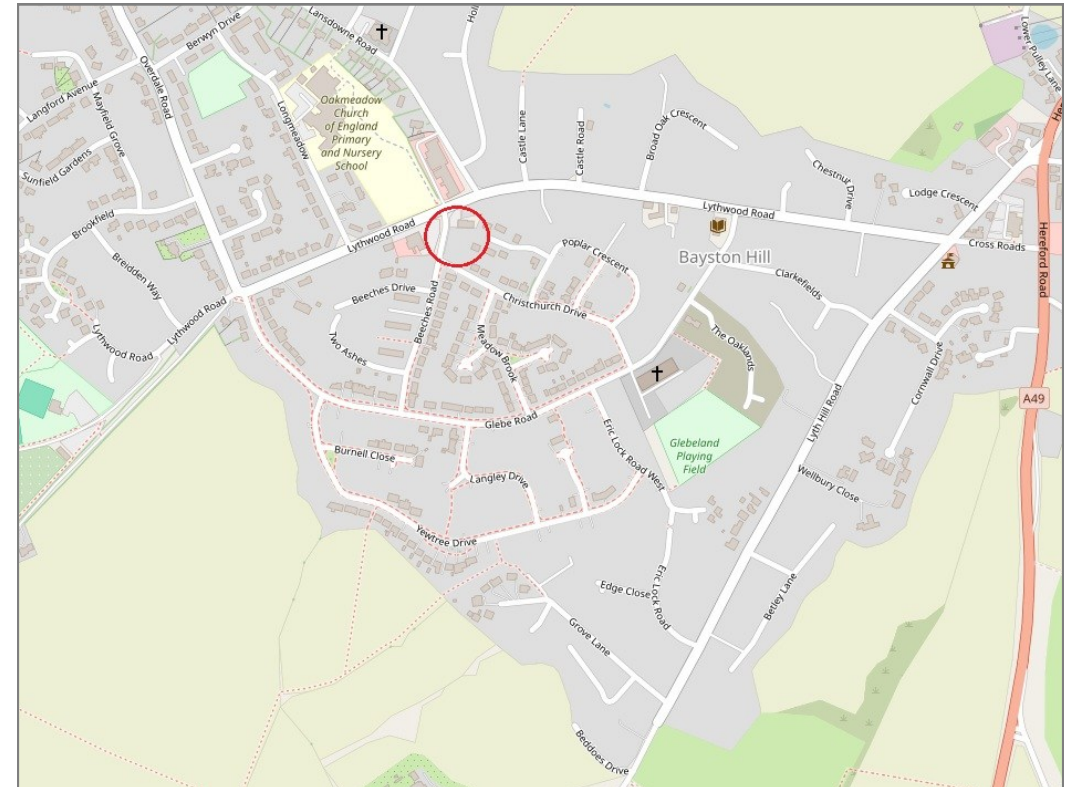 Lansdowne Road
Berwyn Drive
Overdale Road
Langford Avenue
Mayfield Grove
Longmeadow
Oakmeadow
Church
of England
Primary
and Nursery
School
Castle Lane
Castle Road
Broad Oak Crescent
Lower Pulley Lane
Chestnut Drive
Lodge Crescent
Sunfield Gardens
Brookfield
Breidden Way
Lythwood Road
Lythwood Road
Cross Roads
Hereford Road
Bayston Hill
Poplar Crescent
Clarkefields
Lythwood Road
Lythwood Road
Beeches Drive
Beeches Road
Christchurch Drive
Two Ashes
Meadow Brook
The Oaklands
Cornwall Drive
A49
Lyth Hill Road
Glebe Road
Glebeland
Playing
Field
Burnell Close
Langley Drive
Eric Lock Road West
Wellbury Close
Yewtree Drive
Edge Close
Eric Lock Road
Betley Lane
Grove Lane
Beddoes Drive